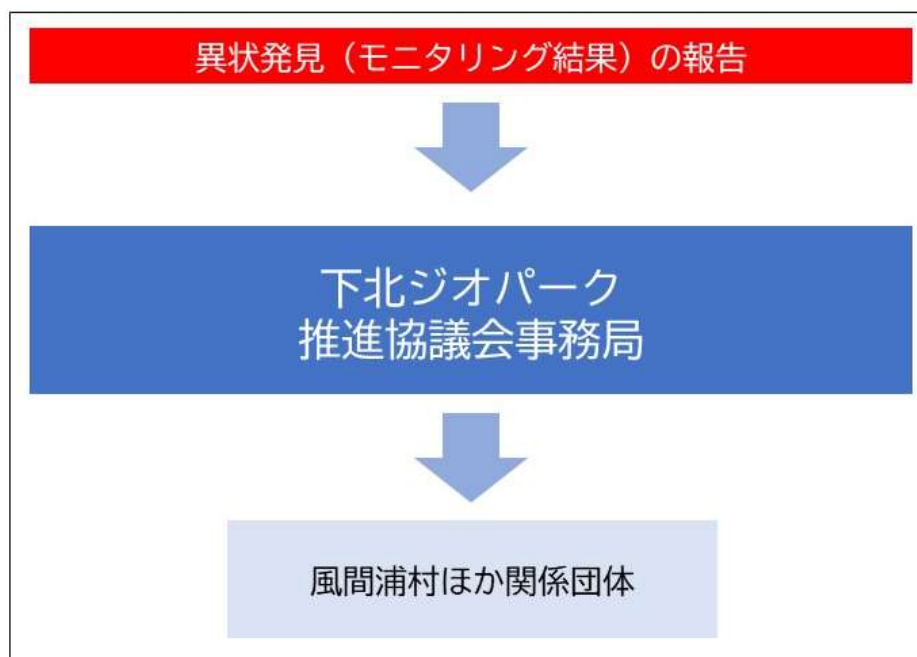 異状発見（モニタリング結果）の報告
下北ジオパーク
推進協議会事務局
風間浦村ほか関係団体